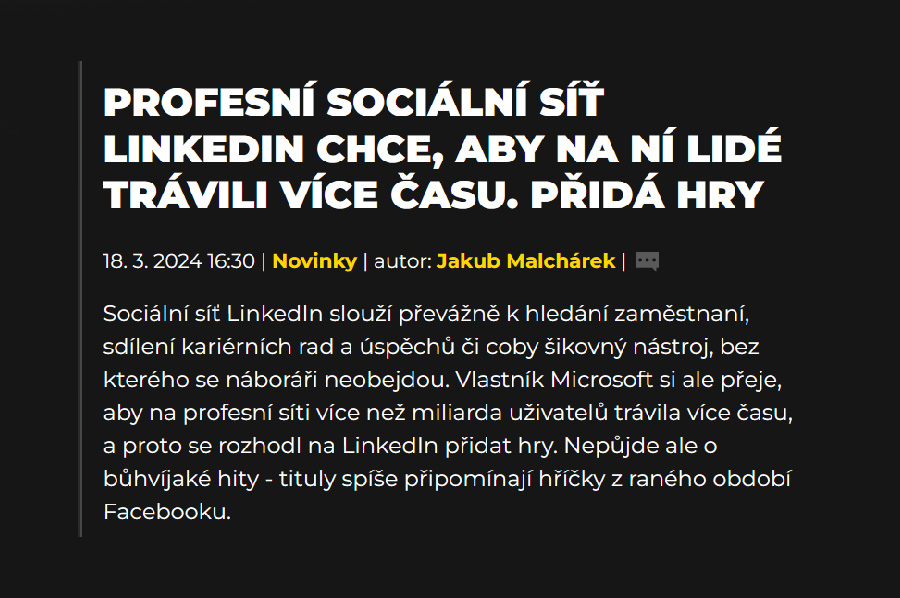 PROFESNÍ SOCIÁLNÍ SÍŤ
LINKEDIN CHCE, ABY NA NÍ LIDÉ
TRÁVILI VÍCE ČASU. PŘIDÁ HRY
18. 3. 2024 16:30 | Novinky | autor: Jakub Malchárek |
Sociální síť LinkedIn slouží převážně k hledání zaměstnaní,
sdílení kariérních rad a úspěchů či coby šikovný nástroj, bez
kterého se náboráři neobejdou. Vlastník Microsoft si ale přeje,
aby na profesní síti více než miliarda uživatelů trávila více času,
a proto se rozhodl na LinkedIn přidat hry. Nepůjde ale o
bůhvíjaké hity - tituly spíše připomínají hříčky z raného období
Facebooku.